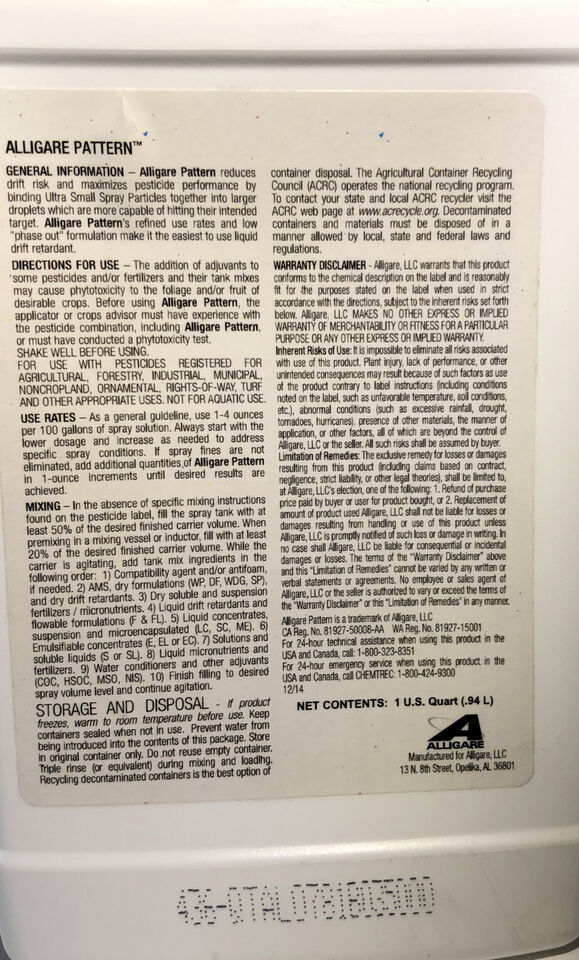 ALLIGARE PATTERN™
GENERAL INFORMATION – Alligare Pattern reduces
drift risk and maximizes pesticide performance by
binding Ultra Small Spray Particles together into larger
droplets which are more capable of hitting their intended
target. Alligare Pattern's refined use rates and low
"phase out" formulation make it the easiest to use liquid
drift retardant.
DIRECTIONS FOR USE – The addition of adjuvants to
some pesticides and/or fertilizers and their tank mixes
may cause phytotoxicity to the foliage and/or fruit of
desirable crops. Before using Alligare Pattern, the
applicator or crops advisor must have experience with
the pesticide combination, including Alligare Pattern,
or must have conducted a phytotoxicity test.
SHAKE WELL BEFORE USING.
FOR USE WITH PESTICIDES REGISTERED FOR
AGRICULTURAL, FORESTRY, INDUSTRIAL, MUNICIPAL,
NONCROPLAND, ORNAMENTAL, RIGHTS-OF-WAY, TURF
AND OTHER APPROPRIATE USES. NOT FOR AQUATIC USE.
USE RATES – As a general guideline, use 1-4 ounces
per 100 gallons of spray solution. Always start with the
lower dosage and increase as needed to address
specific spray conditions. If spray fines are not
eliminated, add additional quantities of Alligare Pattern
in 1-ounce increments until desired results are
achieved.
MIXING – In the absence of specific mixing instructions
found on the pesticide label, fill the spray tank with at
least 50% of the desired finished carrier volume. When
premixing in a mixing vessel or inductor, fill with at least
20% of the desired finished carrier volume. While the
carrier is agitating, add tank mix ingredients in the
following order: 1) Compatibility agent and/or antifoam,
if needed. 2) AMS, dry formulations (WP, DF, WDG, SP),
and dry drift retardants. 3) Dry soluble and suspension
fertilizers / micronutrients. 4) Liquid drift retardants and
flowable formulations (F & FL). 5) Liquid concentrates,
suspension and microencapsulated (LC, SC, ME). 6)
Emulsifiable concentrates (E, EL or EC). 7) Solutions and
soluble liquids (S or SL). 8) Liquid micronutrients and
fertilizers. 9) Water conditioners and other adjuvants
(COC, HSOC, MSO, NIS). 10) Finish filling to desired
spray volume level and continue agitation.
STORAGE AND DISPOSAL - If product
freezes, warm to room temperature before use. Keep
containers sealed when not in use. Prevent water from
being introduced into the contents of this package. Store
in original container only. Do not reuse empty container.
Triple rinse (or equivalent) during mixing and loading.
Recycling decontaminated containers is the best option of
container disposal. The Agricultural Container Recycling
Council (ACRC) operates the national recycling program.
To contact your state and local ACRC recycler visit the
ACRC web page at www.acrecycle.org. Decontaminated
containers and materials must be disposed of in a
manner allowed by local, state and federal laws and
regulations.
WARRANTY DISCLAIMER - Alligare, LLC warrants that this product
conforms to the chemical description on the label and is reasonably
fit for the purposes stated on the label when used in strict
accordance with the directions, subject to the inherent risks set forth
below. Alligare, LLC MAKES NO OTHER EXPRESS OR IMPLIED
WARRANTY OF MERCHANTABILITY OR FITNESS FOR A PARTICULAR
PURPOSE OR ANY OTHER EXPRESS OR IMPLIED WARRANTY.
Inherent Risks of Use: It is impossible to eliminate all risks associated
with use of this product. Plant injury, lack of performance, or other
unintended consequences may result because of such factors as use
of the product contrary to label instructions (including conditions
noted on the label, such as unfavorable temperature, soil conditions,
etc.), abnormal conditions (such as excessive rainfall, drought,
tornadoes, hurricanes), presence of other materials, the manner of
application, or other factors, all of which are beyond the control of
Alligare, LLC or the seller. All such risks shall be assumed by buyer.
Limitation of Remedies: The exclusive remedy for losses or damages
resulting from this product (including claims based on contract,
negligence, strict liability, or other legal theories), shall be limited to,
at Alligare, LLC's election, one of the following: 1. Refund of purchase
price paid by buyer or user for product bought, or 2. Replacement of
amount of product used Alligare, LLC shall not be liable for losses or
damages resulting from handling or use of this product unless
Alligare, LLC is promptly notified of such loss or damage in writing. In
no case shall Alligare, LLC be liable for consequential or incidental
damages or losses. The terms of the "Warranty Disclaimer" above
and this "Limitation of Remedies" cannot be varied by any written or
verbal statements or agreements. No employee or sales agent of
Alligare, LLC or the seller is authorized to vary or exceed the terms of
the "Warranty Disclaimer" or this "Limitation of Remedies" in any manner.
Alligare Pattern is a trademark of Alligare, LLC
CA Reg. No. 81927-50008-AA WA Reg. No. 81927-15001
For 24-hour technical assistance when using this product in the
USA and Canada, call: 1-800-323-8351
For 24-hour emergency service when using this product in the
USA and Canada, call CHEMTREC: 1-800-424-9300
12/14
NET CONTENTS: 1 U.S. Quart (.94 L)
ALLIGARE
Manufactured for Alligare, LLC
13 N. 8th Street, Opelika, AL 36801